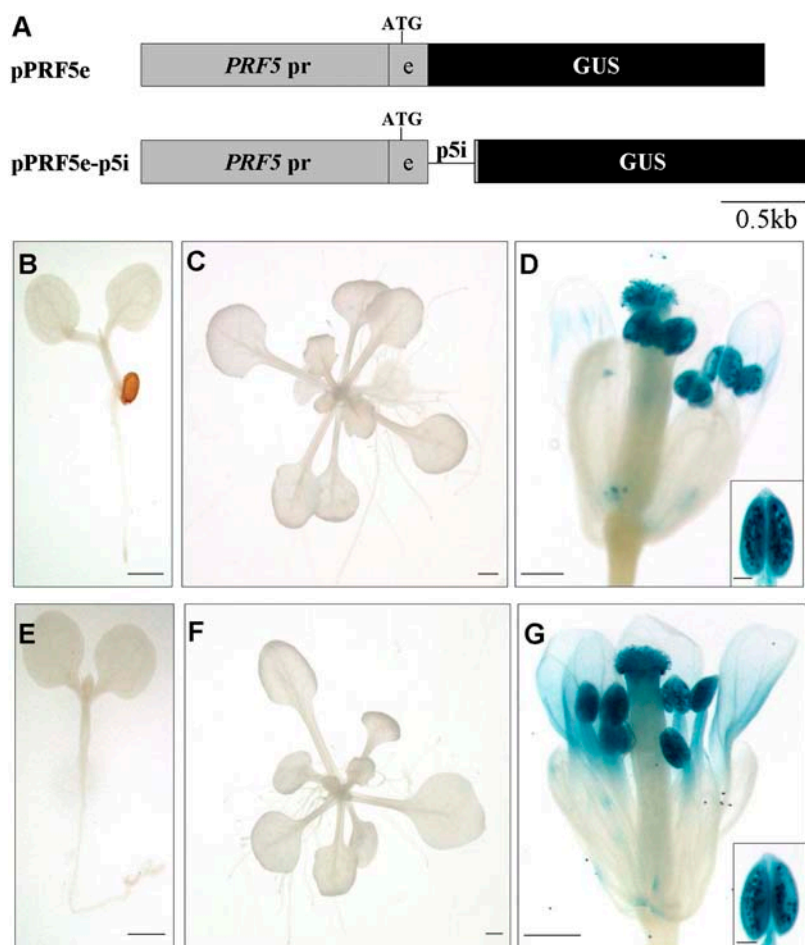 A
ATG
pPRF5e
PRF5 pr
e
GUS
ATG
pPRF5e-p5i
PRF5 pr
e
p5i
GUS
0.5kb
B
C
D
E
F
G